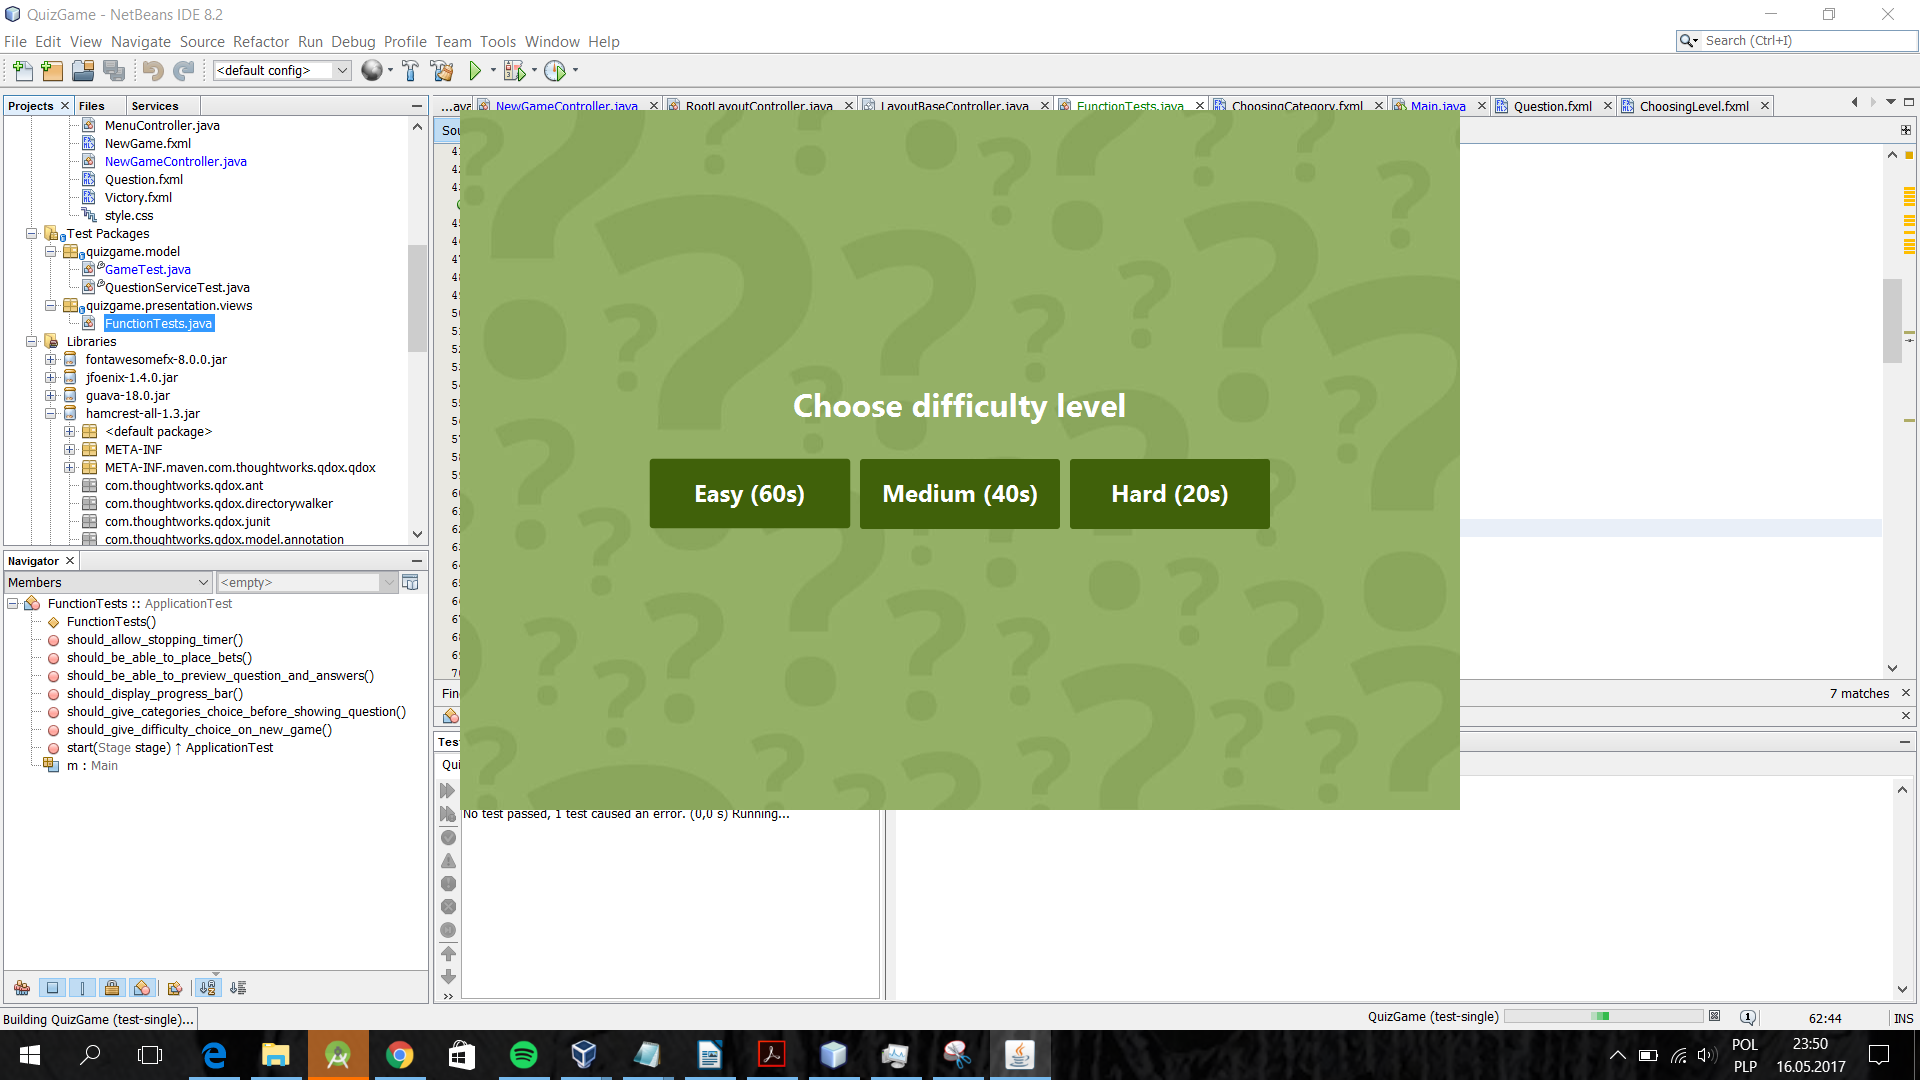 QuizGame - NetBeans IDE 8.2
File Edit View Navigate Source Refactor Run Debug Profile Team Tools Window Help
Search (Ctrl+I)
<default config>
Projects Files Services
MenuController.java
NewGame.fxml
NewGameController.java
Question.fxml
Victory.fxml
style.css
Test Packages
quizgame.model
GameTest.java
QuestionServiceTest.java
quizgame.presentation.views
FunctionTests.java
Libraries
fontawesomefx-8.0.0.jar
jfoenix-1.4.0.jar
guava-18.0.jar
hamcrest-all-1.3.jar
<default package>
META-INF
META-INF.maven.com.thoughtworks.qdox.qdox
com.thoughtworks.qdox.ant
com.thoughtworks.qdox.directorywalker
com.thoughtworks.qdox.junit
com.thoughtworks.qdox.model.annotation
Navigator
Members
<empty>
FunctionTests :: ApplicationTest
FunctionTests()
should_allow_stopping_timer()
should_be_able_to_place_bets()
should_be_able_to_preview_question_and_answers()
should_display_progress_bar()
should_give_categories_choice_before_showing_question()
should_give_difficulty_choice_on_new_game()
start(Stage stage) ↑ ApplicationTest
m : Main
...ava NewGameController.java RootLayoutController.java LayoutBaseController.java FunctionTests.java ChoosingCategory.fxml Main.java Question.fxml ChoosingLevel.fxml
Choose difficulty level
Easy (60s) Medium (40s) Hard (20s)
7 matches
No test passed, 1 test caused an error. (0,0 s) Running...
Building QuizGame (test-single)...
QuizGame (test-single)
62:44
INS
POL
PLP
23:50
16.05.2017